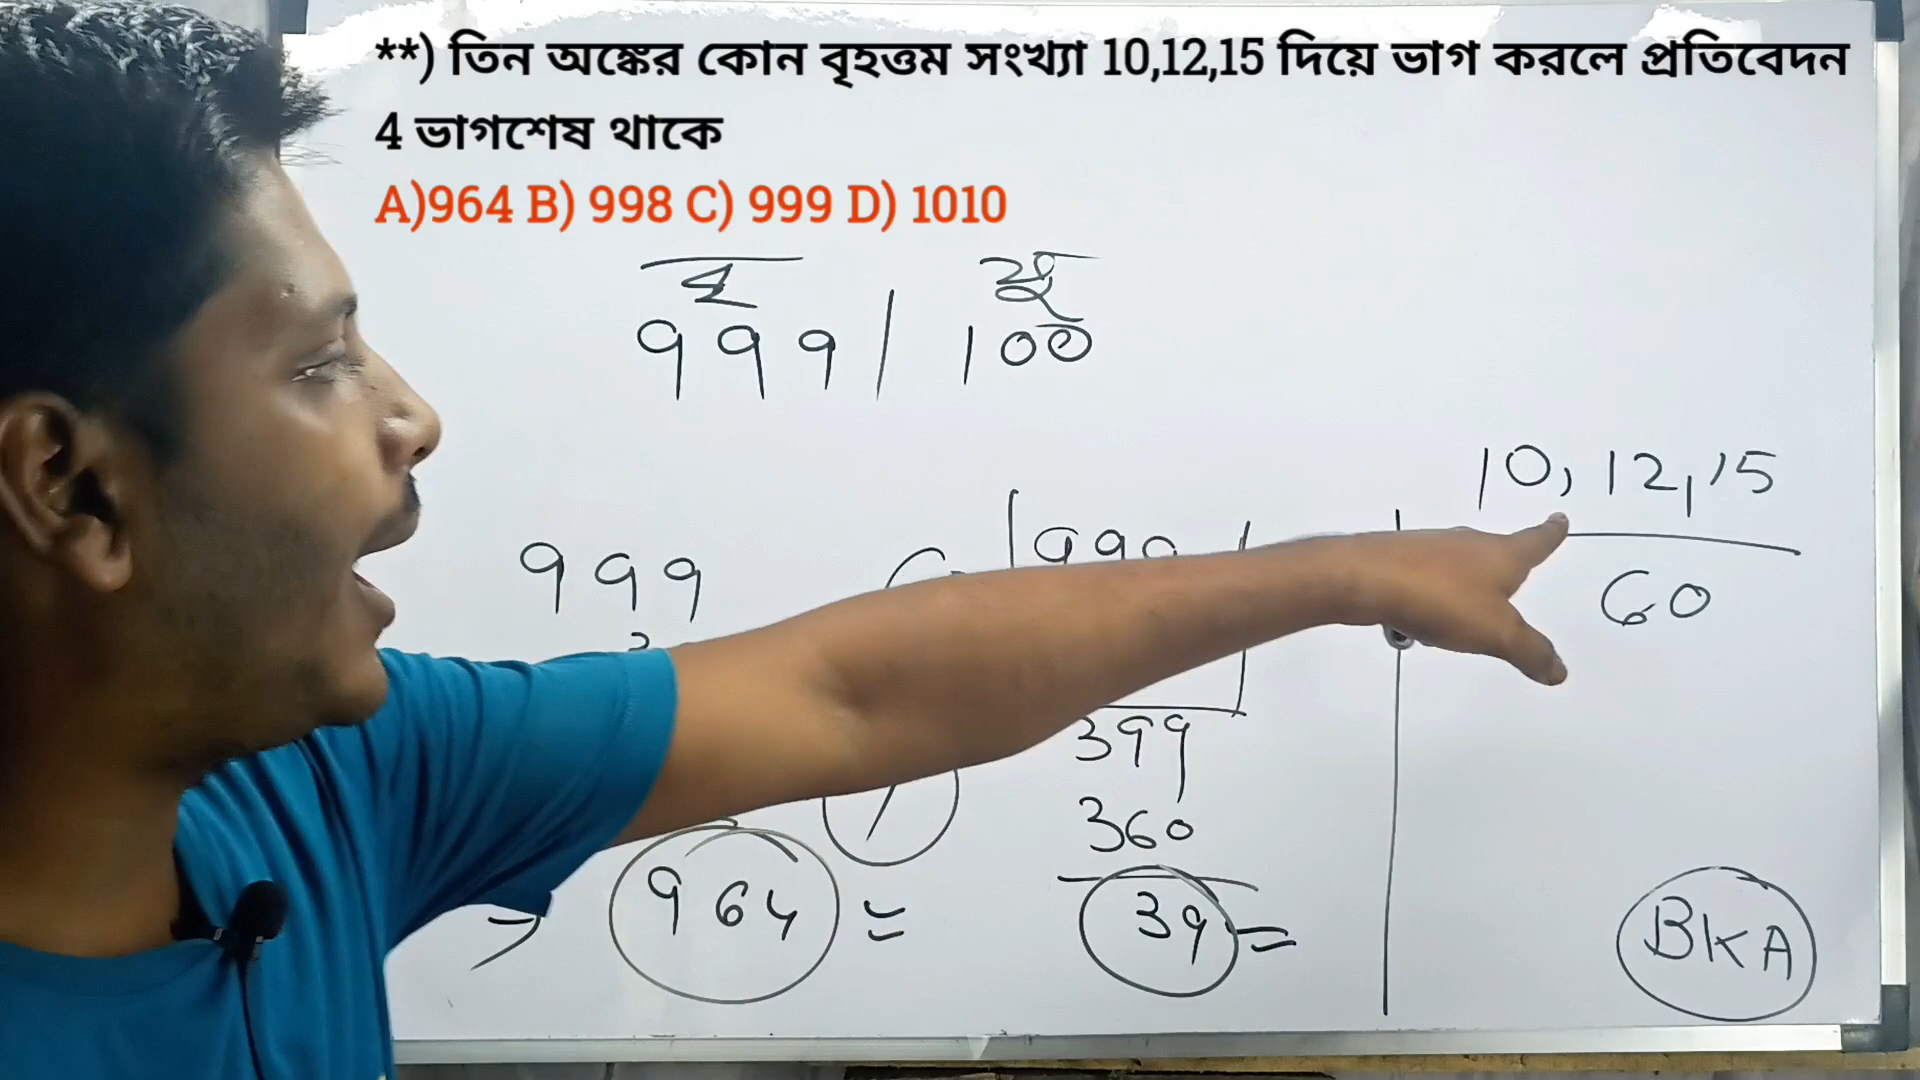 **) তিন অঙ্কের কোন বৃহত্তম সংখ্যা 10,12,15 দিয়ে ভাগ করলে প্রতিবেদন
4 ভাগশেষ থাকে
A)964 B) 998 C) 999 D) 1010
999 / 100
10, 12, 15
999
999
60
399
360
964 =
39 =
BKA